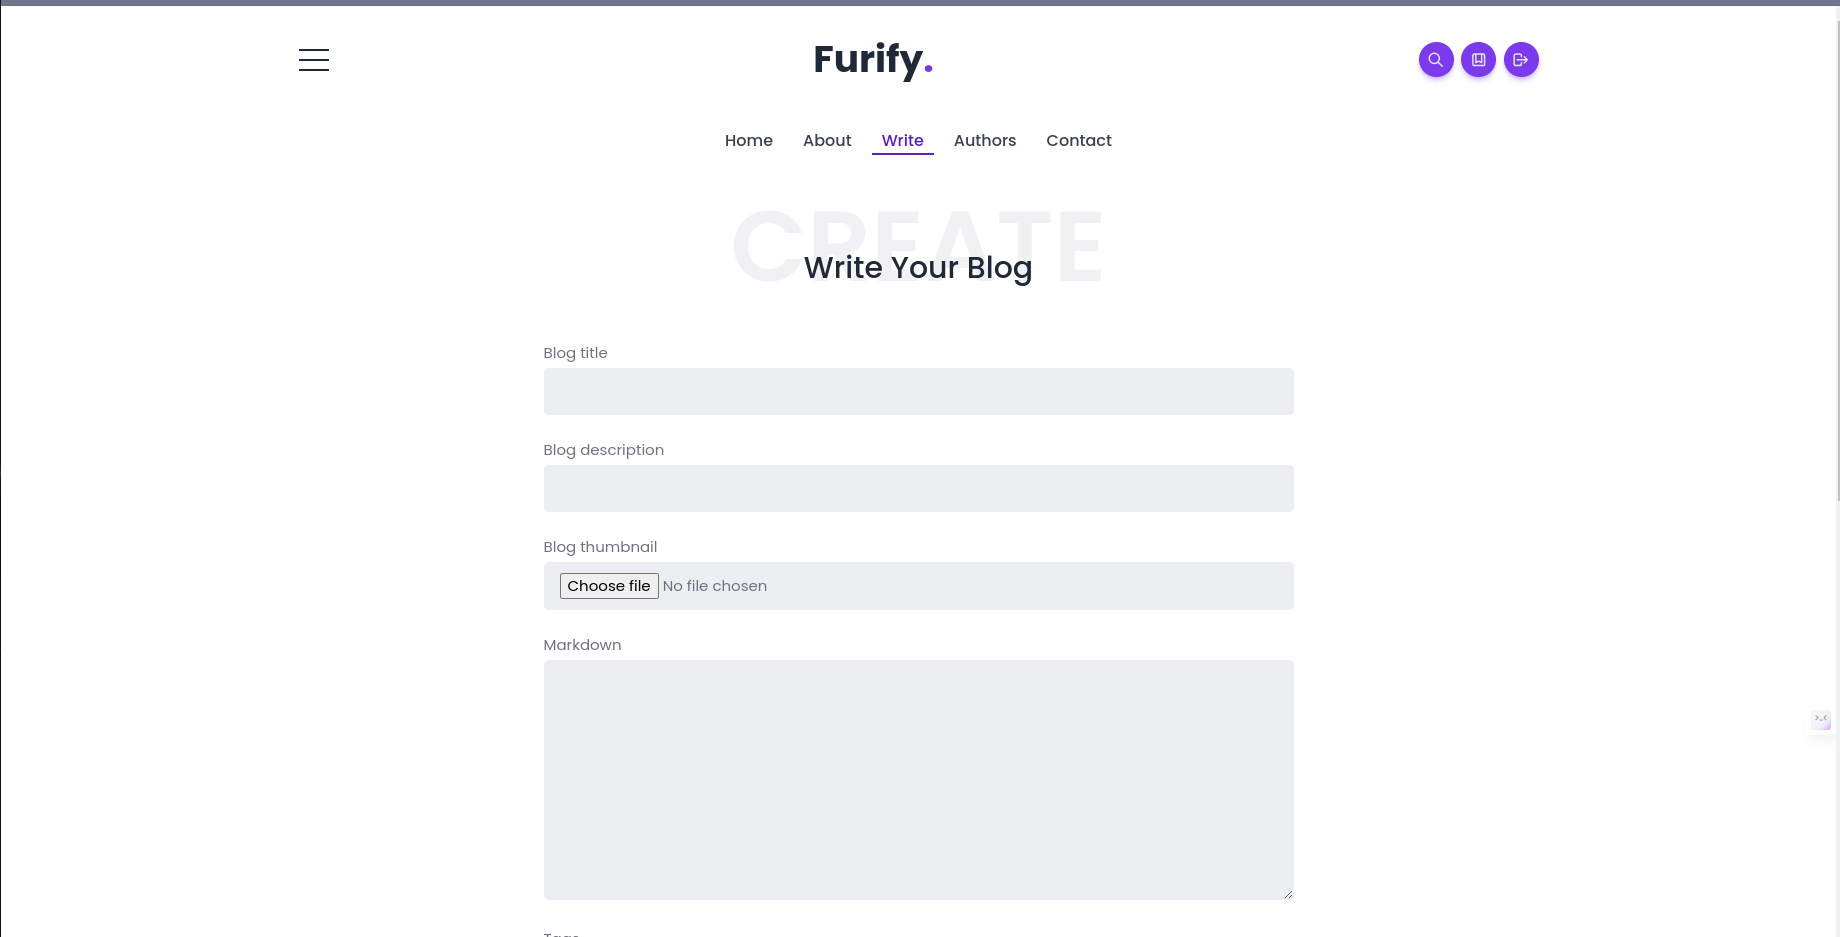 Furify.
Home About Write Authors Contact
CREATE
Write Your Blog
Blog title
Blog description
Blog thumbnail
Choose file No file chosen
Markdown